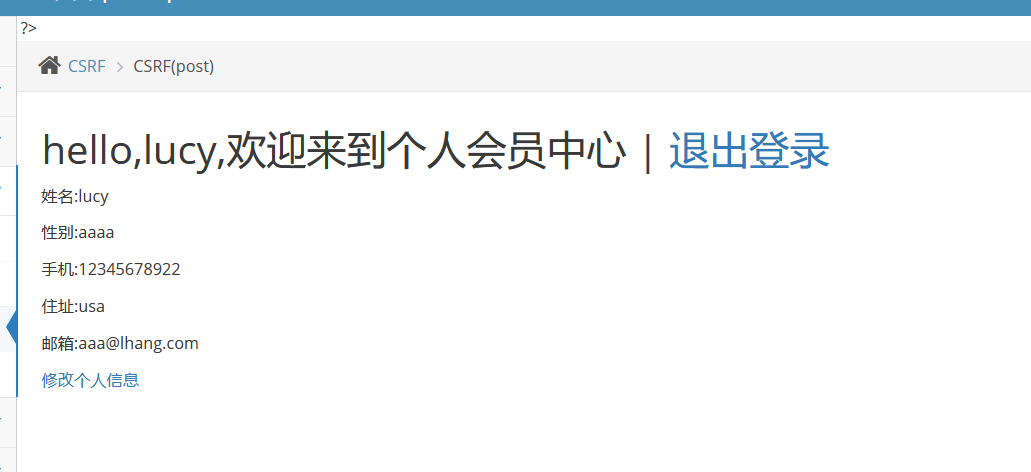 ?>
CSRF > CSRF(post)
hello,lucy,欢迎来到个人会员中心 | 退出登录
姓名:lucy
性别:aaaa
手机:12345678922
住址:usa
邮箱:aaa@lhang.com
修改个人信息